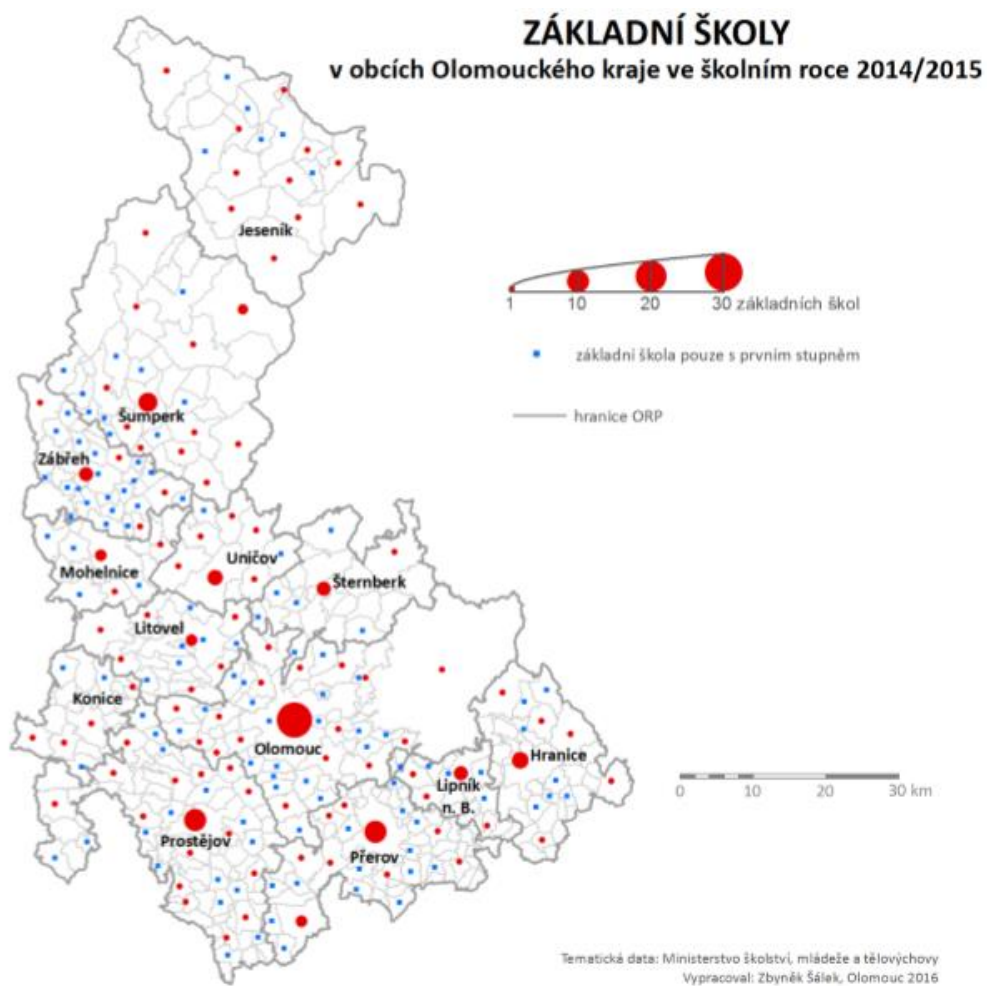 ZÁKLADNÍ ŠKOLY
v obcích Olomouckého kraje ve školním roce 2014/2015
Jeseník
1 10 20 30 základních škol
základní škola pouze s prvním stupněm
hranice ORP
Šumperk
Zábřeh
Uničov
Mohelnice
Šternberk
Litovel
Konice
Olomouc
Hranice
Lipník
n. B.
0 10 20 30 km
Prostějov
Přerov
Tematická data: Ministerstvo školství, mládeže a tělovýchovy
Vypracoval: Zbyněk Šálek, Olomouc 2016